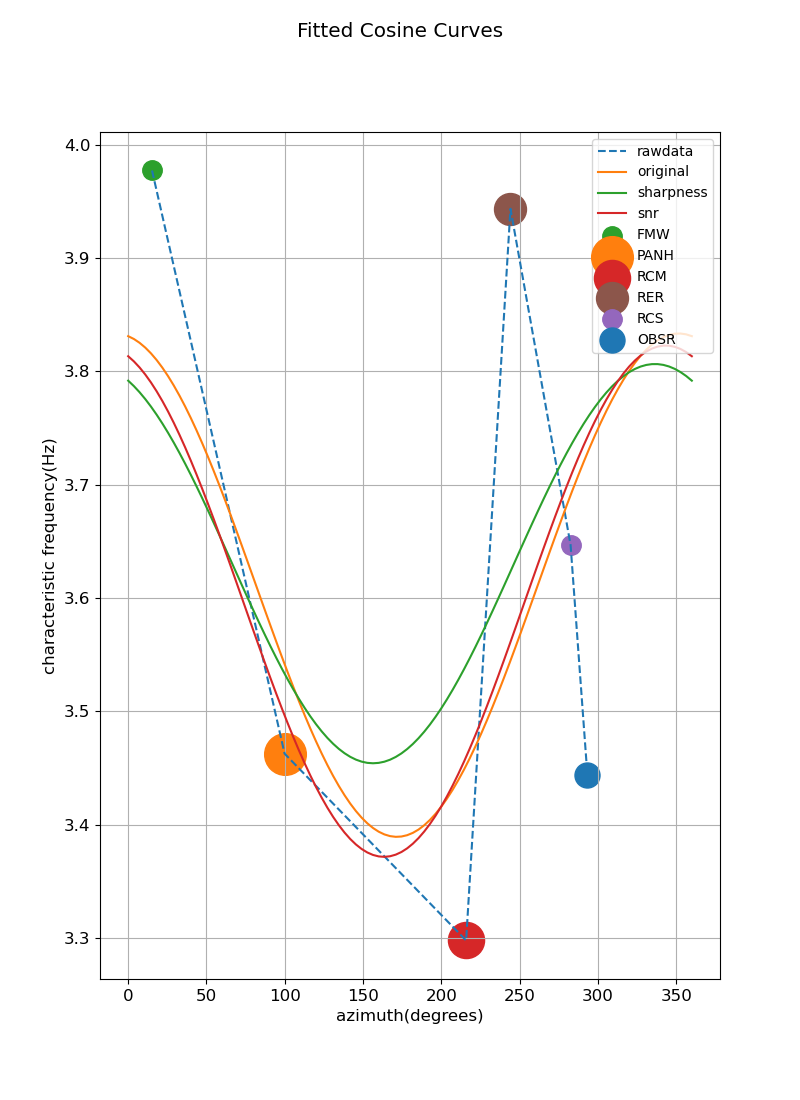 Fitted Cosine Curves
4.0
3.9
3.8
3.7
3.6
3.5
3.4
3.3
characteristic frequency(Hz)
rawdata
original
sharpness
snr
FMW
PANH
RCM
RER
RCS
OBSR
0 50 100 150 200 250 300 350
azimuth(degrees)